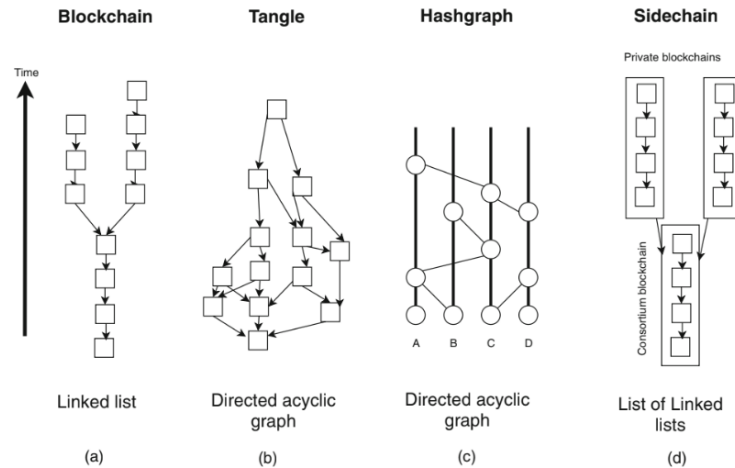 Blockchain
Tangle
Hashgraph
Sidechain
Time
Private blockchains
Consortium blockchain
A
B
C
D
Linked list
Directed acyclic
graph
Directed acyclic
graph
List of Linked
lists
(a)
(b)
(c)
(d)